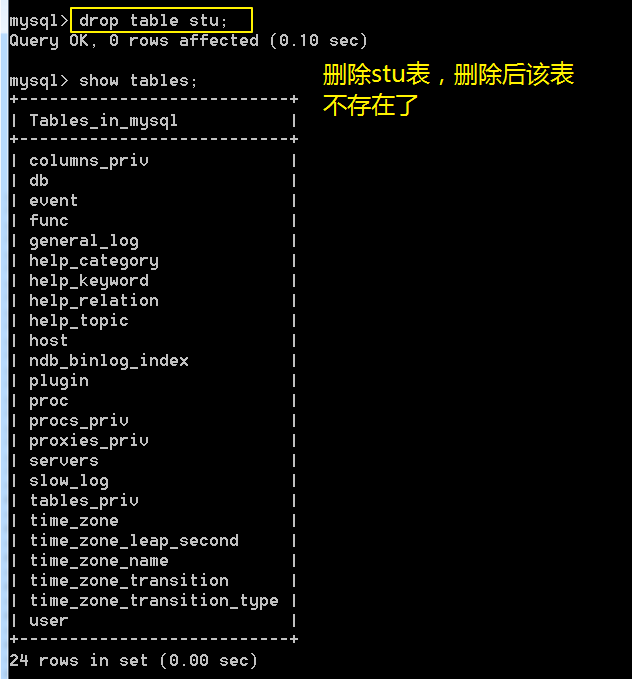 mysql> drop table stu;
Query OK, 0 rows affected (0.10 sec)
mysql> show tables;
删除stu表，删除后该表
不存在了
+---------------------------+
| Tables_in_mysql           |
+---------------------------+
| columns_priv              |
| db                        |
| event                     |
| func                      |
| general_log               |
| help_category             |
| help_keyword              |
| help_relation             |
| help_topic                |
| host                      |
| ndb_binlog_index          |
| plugin                    |
| proc                      |
| procs_priv                |
| proxies_priv              |
| servers                   |
| slow_log                  |
| tables_priv               |
| time_zone                 |
| time_zone_leap_second     |
| time_zone_name            |
| time_zone_transition      |
| time_zone_transition_type |
| user                      |
+---------------------------+
24 rows in set (0.00 sec)